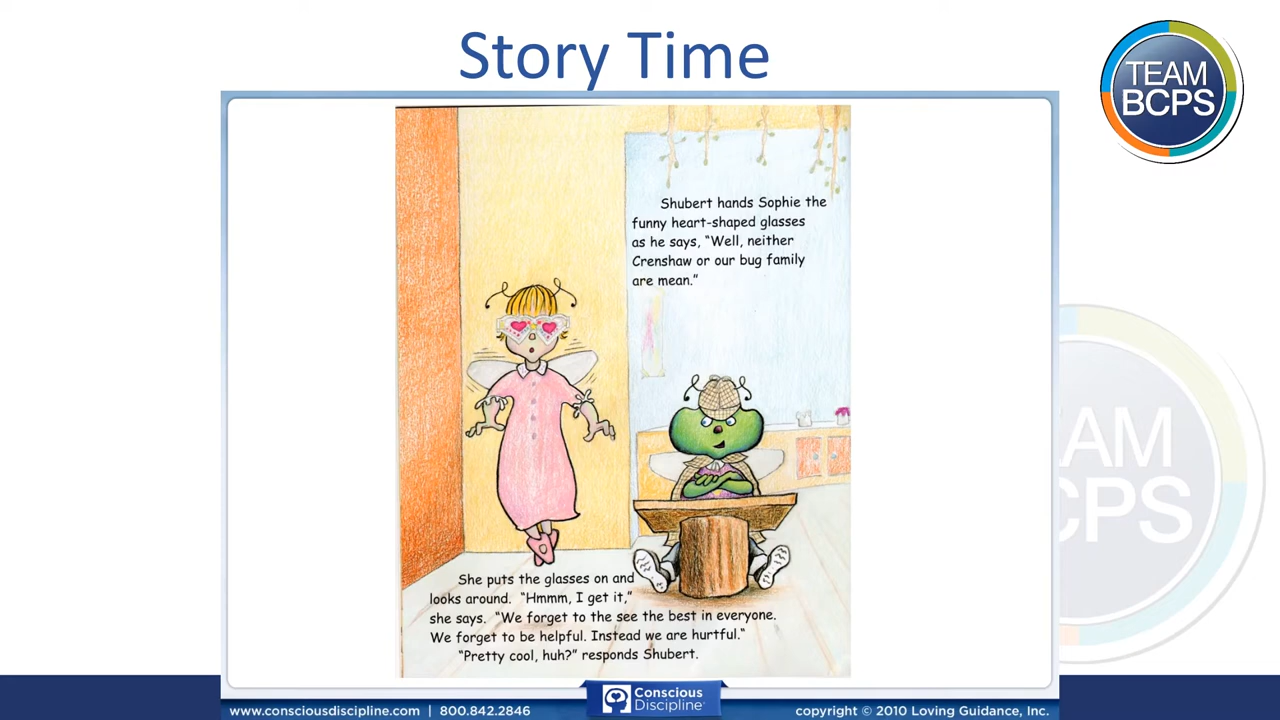 Story Time
TEAM
BCPS
Shubert hands Sophie the
funny heart-shaped glasses
as he says, “Well, neither
Crenshaw or our bug family
are mean.”
She puts the glasses on and
looks around. “Hmmm, I get it,”
she says. “We forget to the see the best in everyone.
We forget to be helpful. Instead we are hurtful.“
“Pretty cool, huh?” responds Shubert.
AM
CPS
www.consciousdiscipline.com | 800.842.2846
Conscious
Discipline®
copyright © 2010 Loving Guidance, Inc.